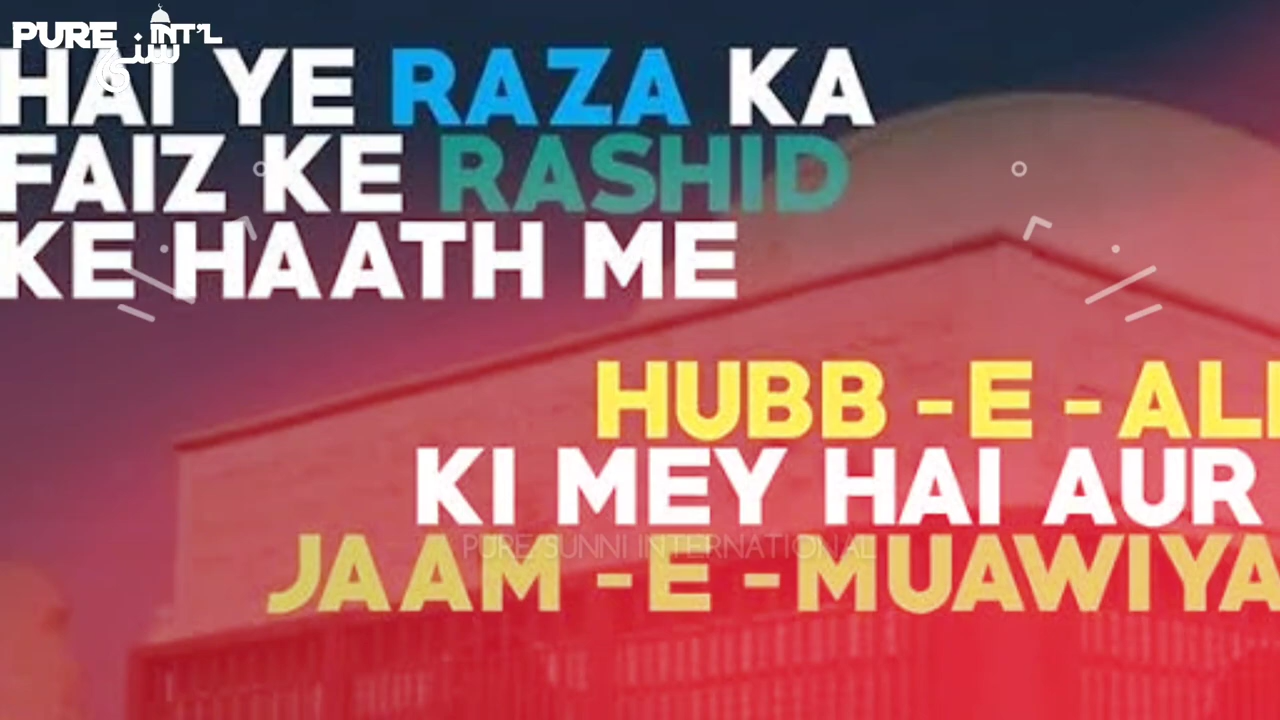 PURE سنی INT'L
HAI YE RAZA KA
FAIZ KE RASHID
KE HAATH ME
HUBB - E - ALI
KI MEY HAI AUR
JAAM - E - MUAWIYA
PURE SUNNI INTERNATIONAL